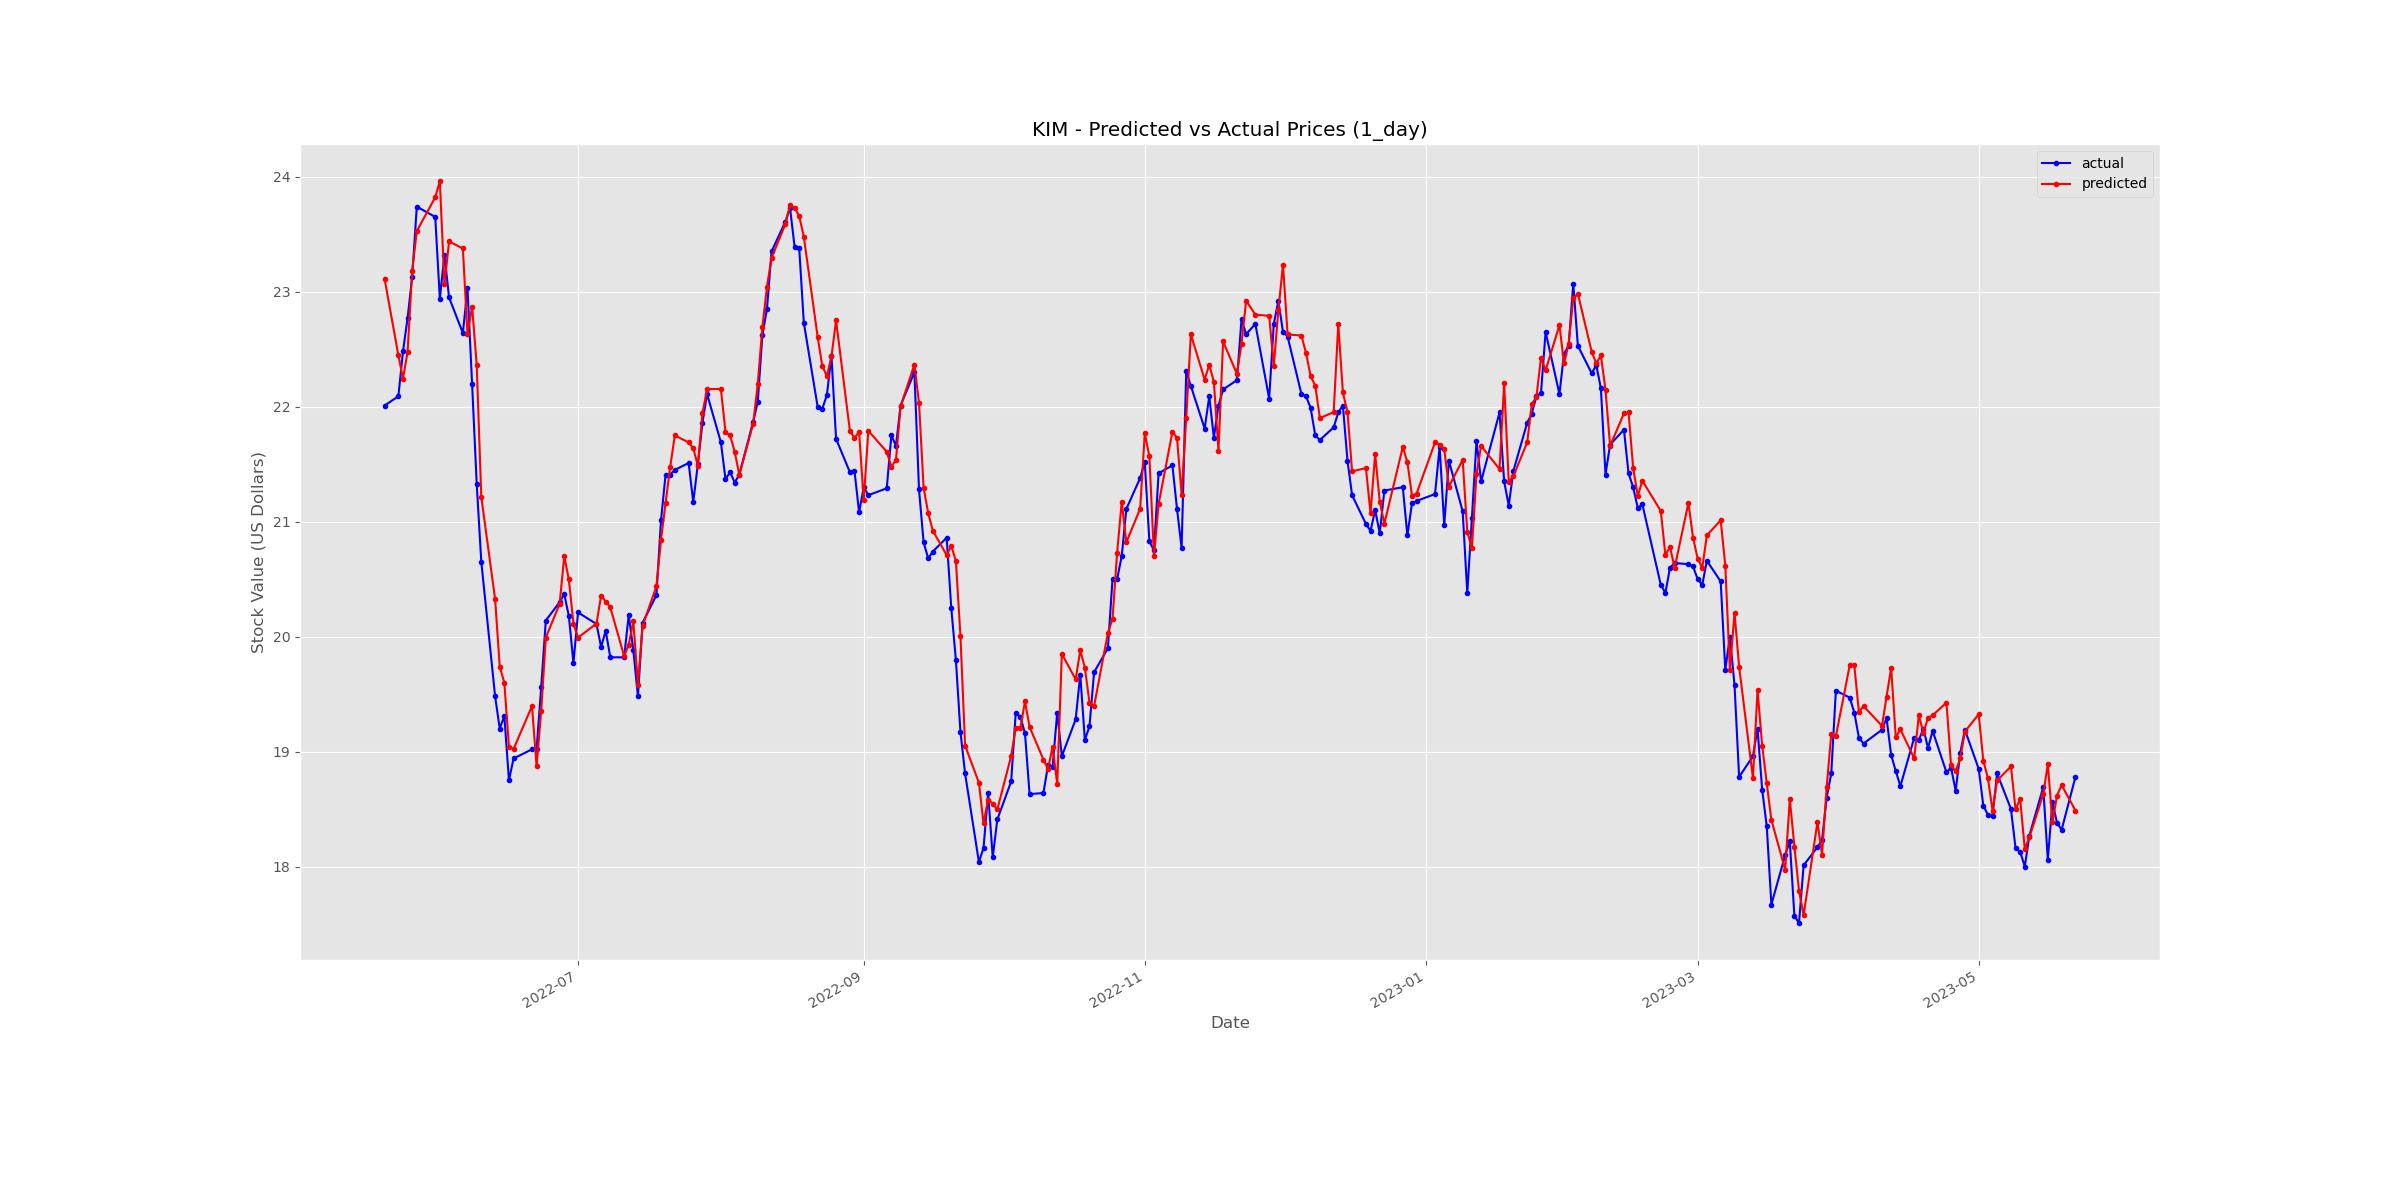 KIM - Predicted vs Actual Prices (1_day)
actual
predicted
24
23
22
21
20
19
18
Stock Value (US Dollars)
2022-07
2022-09
2022-11
2023-01
2023-03
2023-05
Date